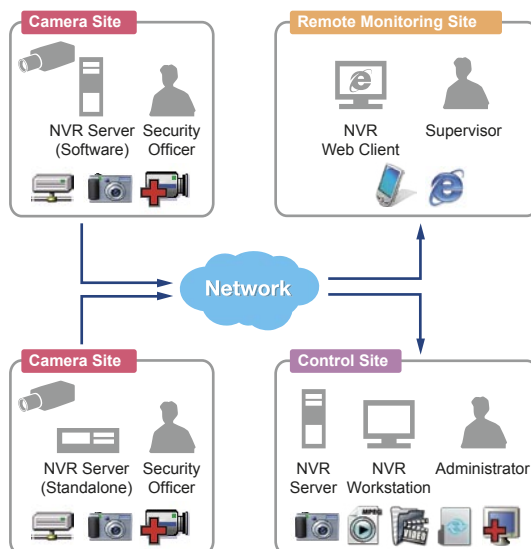 Camera Site
NVR Server
(Software)
Security
Officer
Remote Monitoring Site
NVR
Web Client
Supervisor
Network
Camera Site
NVR Server
(Standalone)
Security
Officer
Control Site
NVR
Server
NVR
Workstation
Administrator
MPEG